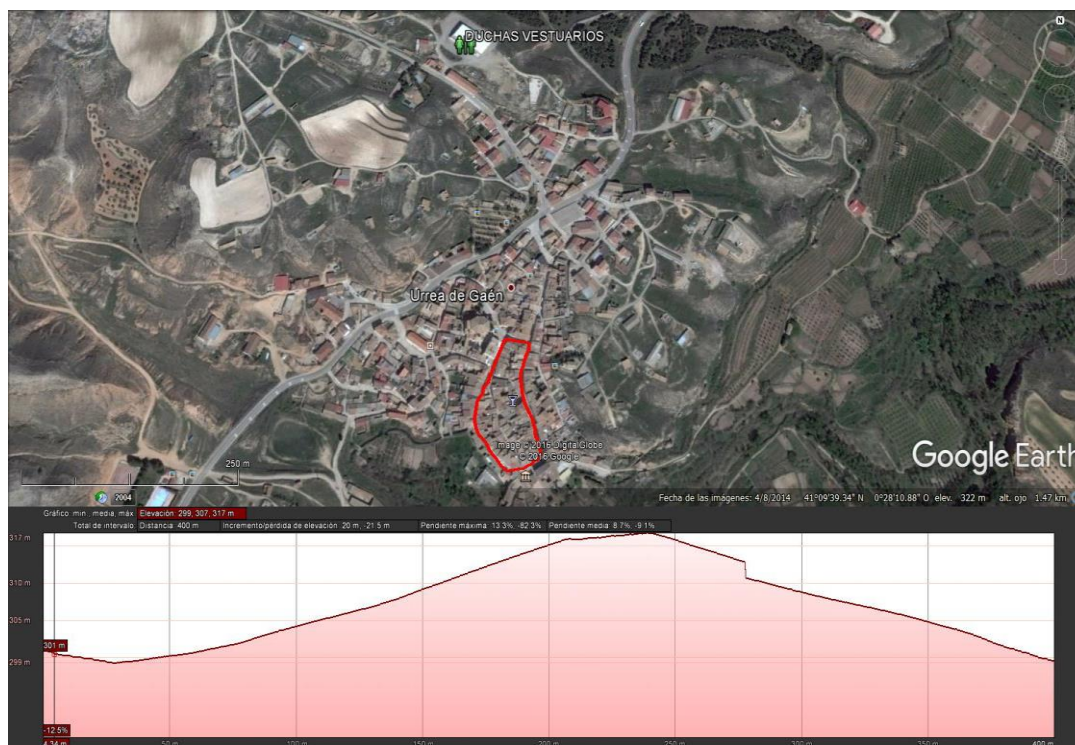 DUCHAS VESTUARIOS
N
Urrea de Gaén
Image © 2016 DigitalGlobe
© 2016 Google
Google Earth
250 m
2004
Fecha de las imágenes: 4/8/2014 41°09'39.34" N 0°28'10.88" O elev. 322 m alt. ojo 1.47 km
Gráfico: mín., media, máx. Elevación: 299, 307, 317 m
Total de intervalo: Distancia: 400 m Incremento/pérdida de elevación: 20 m, -21.5 m Pendiente máxima: 13.3%, -82.3% Pendiente media: 8.7%, -9.1%
317 m
310 m
305 m
301 m
299 m
-12.5%
4.34 m
50 m
100 m
150 m
200 m
250 m
300 m
350 m
400 m